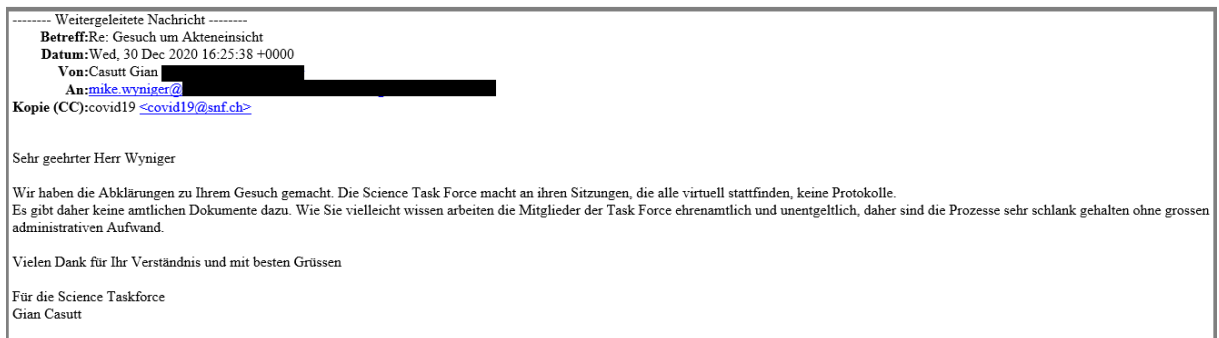 -------- Weitergeleitete Nachricht --------
Betreff:Re: Gesuch um Akteneinsicht
Datum:Wed, 30 Dec 2020 16:25:38 +0000
Von:Casutt Gian
An:mike.wyniger@
Kopie (CC):covid19 <covid19@snf.ch>
Sehr geehrter Herr Wyniger
Wir haben die Abklärungen zu Ihrem Gesuch gemacht. Die Science Task Force macht an ihren Sitzungen, die alle virtuell stattfinden, keine Protokolle.
Es gibt daher keine amtlichen Dokumente dazu. Wie Sie vielleicht wissen arbeiten die Mitglieder der Task Force ehrenamtlich und unentgeltlich, daher sind die Prozesse sehr schlank gehalten ohne grossen
administrativen Aufwand.
Vielen Dank für Ihr Verständnis und mit besten Grüssen
Für die Science Taskforce
Gian Casutt